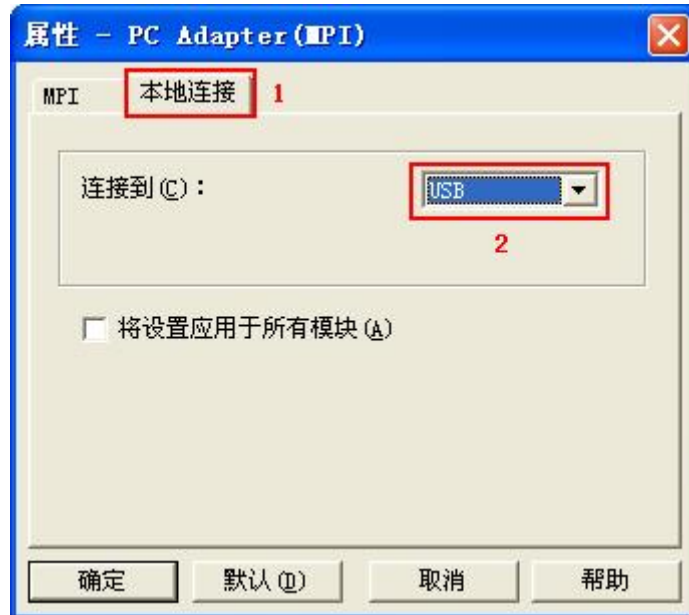 属性 - PC Adapter(MPI)
MPI 本地连接 1
连接到(C): USB
2
将设置应用于所有模块(A)
确定 默认(D) 取消 帮助